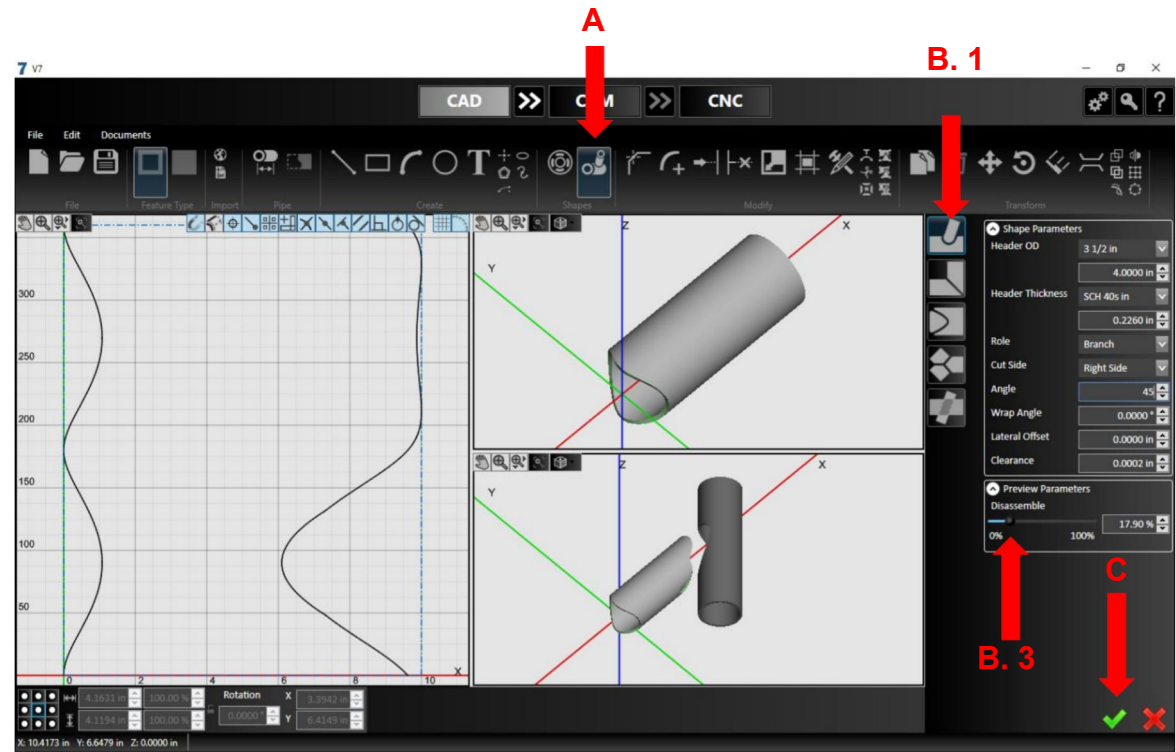 A
B. 1
7 V7
CAD
CNC
File Edit Documents
File Feature Type Import Pipe Create Shapes Modify Transform
Z X Y
Shape Parameters
Header OD 3 1/2 in
4.0000 in
Header Thickness SCH 40s in
0.2260 in
Role Branch
Cut Side Right Side
Angle 45
Wrap Angle 0.0000 °
Lateral Offset 0.0000 in
Clearance 0.0002 in
Preview Parameters
Disassemble
17.90 %
0% 100%
300
250
200
150
100
50
0 2 4 6 8 10 X
Z X Y
B. 3
C
4.1631 in 100.00 % Rotation X 3.3942 in
4.1194 in 100.00 % 0.0000 ° Y 6.4149 in
X: 10.4173 in Y: 6.6479 in Z: 0.0000 in